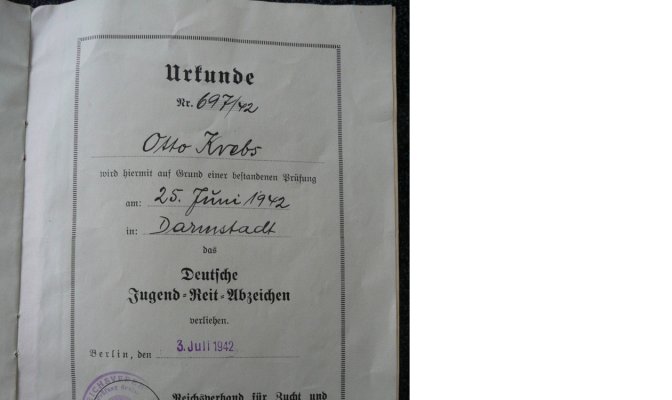 Urkunde
Nr. 697/42
Otto Krebs
wird hiermit auf Grund einer bestandenen Prüfung
am: 25. Juni 1942
in: Darmstadt
das
Deutsche
Jugend-Reit-Abzeichen
verliehen.
Berlin, den 3. Juli 1942
Reichsverband für Zucht und